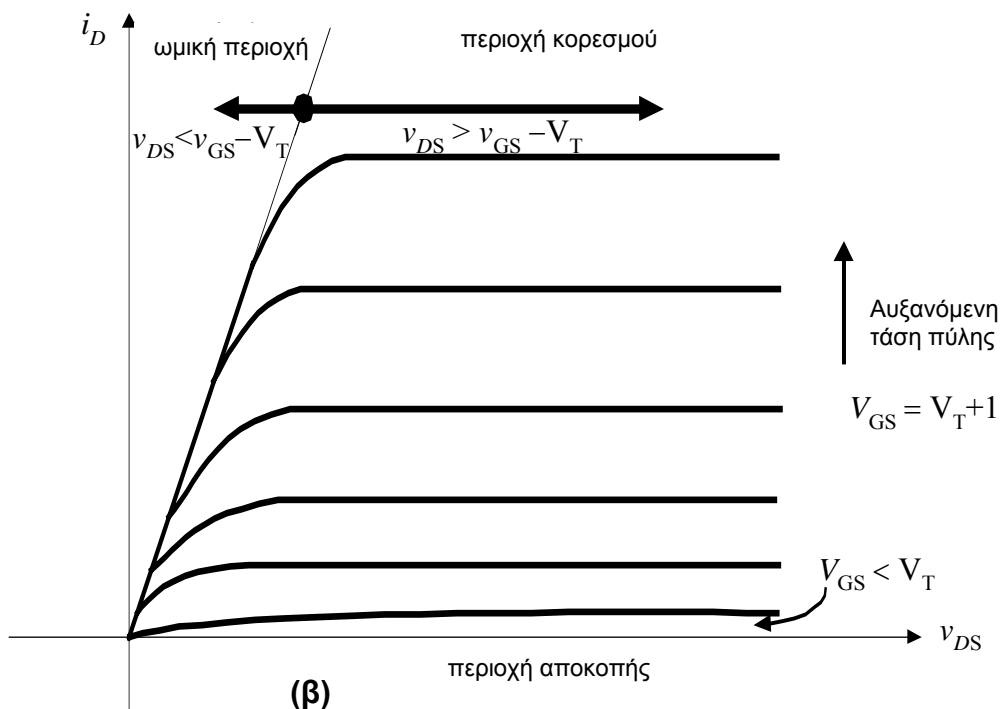 i_D
ωμική περιοχή
περιοχή κορεσμού
v_DS<v_GS–V_T
v_DS > v_GS –V_T
Αυξανόμενη
τάση πύλης
V_GS = V_T+1
V_GS < V_T
v_DS
περιοχή αποκοπής
(β)